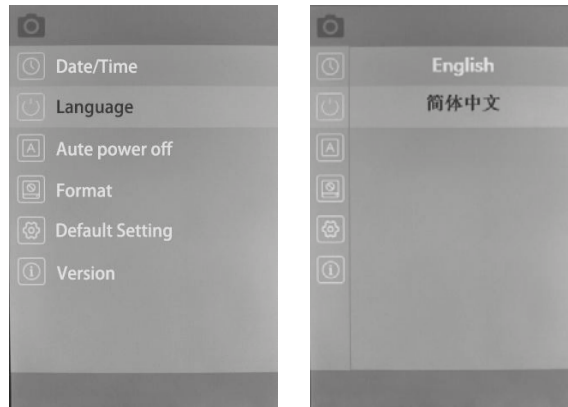 Date/Time
Language
Aute power off
Format
Default Setting
Version
English
简体中文